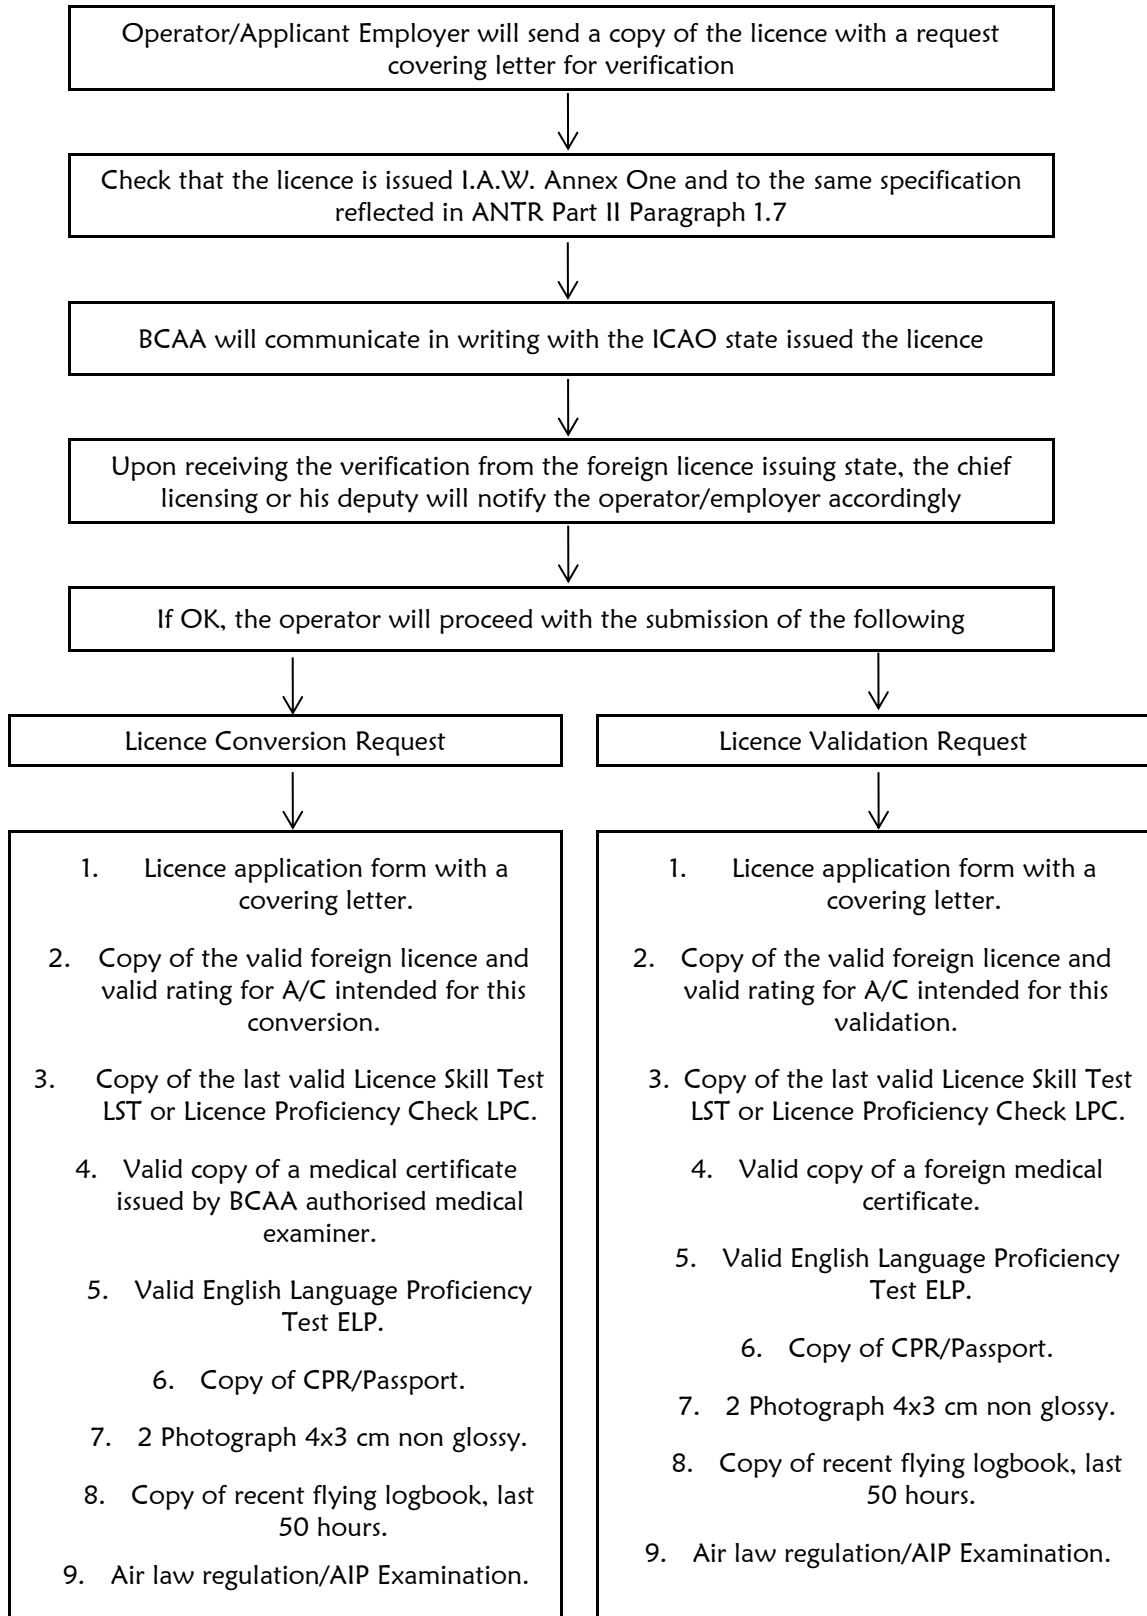 Operator/Applicant Employer will send a copy of the licence with a request
covering letter for verification
Check that the licence is issued I.A.W. Annex One and to the same specification
reflected in ANTR Part II Paragraph 1.7
BCAA will communicate in writing with the ICAO state issued the licence
Upon receiving the verification from the foreign licence issuing state, the chief
licensing or his deputy will notify the operator/employer accordingly
If OK, the operator will proceed with the submission of the following
Licence Conversion Request
1. Licence application form with a
covering letter.
2. Copy of the valid foreign licence and
valid rating for A/C intended for this
conversion.
3. Copy of the last valid Licence Skill Test
LST or Licence Proficiency Check LPC.
4. Valid copy of a medical certificate
issued by BCAA authorised medical
examiner.
5. Valid English Language Proficiency
Test ELP.
6. Copy of CPR/Passport.
7. 2 Photograph 4x3 cm non glossy.
8. Copy of recent flying logbook, last
50 hours.
9. Air law regulation/AIP Examination.
Licence Validation Request
1. Licence application form with a
covering letter.
2. Copy of the valid foreign licence and
valid rating for A/C intended for this
validation.
3. Copy of the last valid Licence Skill Test
LST or Licence Proficiency Check LPC.
4. Valid copy of a foreign medical
certificate.
5. Valid English Language Proficiency
Test ELP.
6. Copy of CPR/Passport.
7. 2 Photograph 4x3 cm non glossy.
8. Copy of recent flying logbook, last
50 hours.
9. Air law regulation/AIP Examination.